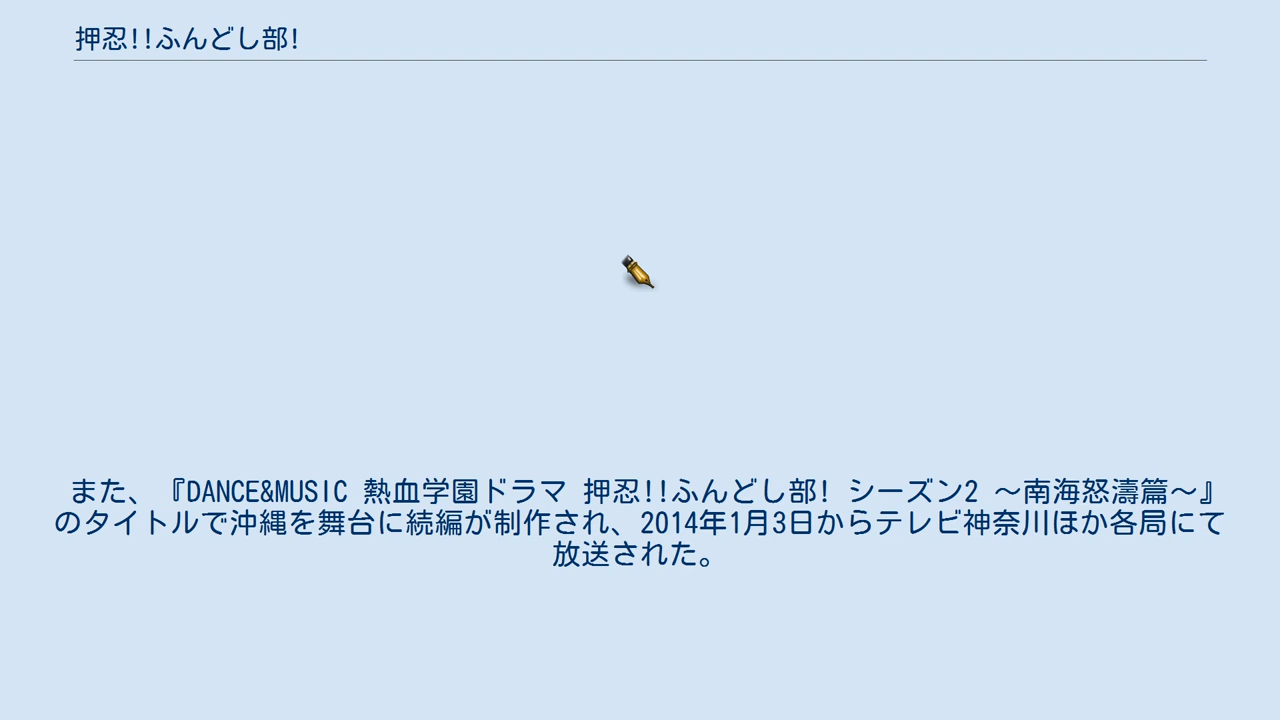 押忍!!ふんどし部!
また、『DANCE&MUSIC 熱血学園ドラマ 押忍!!ふんどし部! シーズン2 ～南海怒濤篇～』
のタイトルで沖縄を舞台に続編が制作され、2014年1月3日からテレビ神奈川ほか各局にて
放送された。